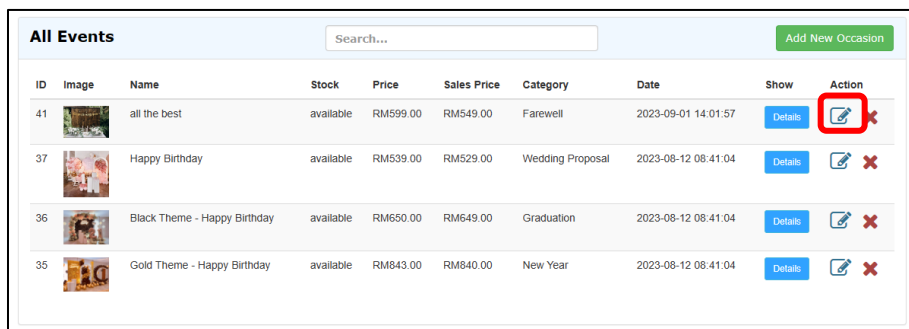 All Events Search... Add New Occasion
ID Image Name Stock Price Sales Price Category Date Show Action
41 all the best available RM599.00 RM549.00 Farewell 2023-09-01 14:01:57 Details
37 Happy Birthday available RM539.00 RM529.00 Wedding Proposal 2023-08-12 08:41:04 Details
36 Black Theme - Happy Birthday available RM650.00 RM649.00 Graduation 2023-08-12 08:41:04 Details
35 Gold Theme - Happy Birthday available RM843.00 RM840.00 New Year 2023-08-12 08:41:04 Details